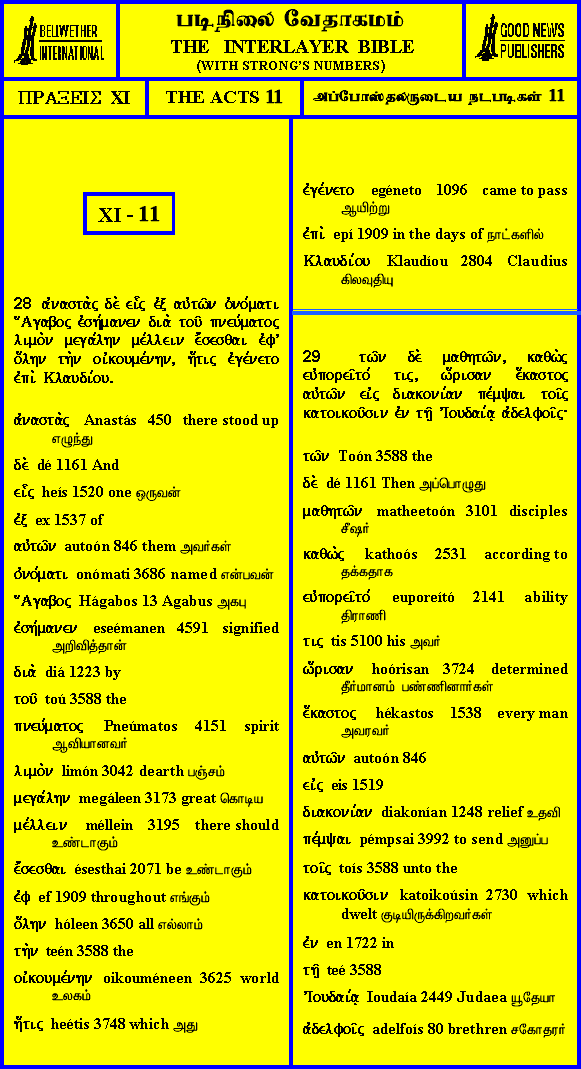 BELIWETHER
INTERNATIONAL
படிநிலை வேதாகமம்
THE INTERLAYER BIBLE
(WITH STRONG'S NUMBERS)
GOOD NEWS
PUBLISHERS
ΠΡΑΞΕΙΣ XI
THE ACTS 11
அப்போஸ்தலருடைய நடபடிகள் 11
XI - 11
28 ἀναστὰς δὲ εἷς ἐξ αὐτῶν ὀνόματι
Ἅγαβος ἐσήμανεν διὰ τοῦ πνεύματος
λιμὸν μεγάλην μέλλειν ἔσεσθαι ἐφ'
ὅλην τὴν οἰκουμένην, ἥτις ἐγένετο
ἐπὶ Κλαυδίου.
ἀναστὰς Anastás 450 there stood up
எழுந்து
δὲ dé 1161 And
εἷς heís 1520 one ஒருவன்
ἐξ ex 1537 of
αὐτῶν autoón 846 them அவர்கள்
ὀνόματι onómati 3686 named என்பவன்
Ἅγαβος Hágabos 13 Agabus அகபு
ἐσήμανεν eseémanen 4591 signified
அறிவித்தான்
διὰ diá 1223 by
τοῦ toú 3588 the
πνεύματος Pneúmatos 4151 spirit
ஆவியானவர்
λιμὸν limón 3042 dearth பஞ்சம்
μεγάλην megáleen 3173 great கொடிய
μέλλειν méllein 3195 there should
உண்டாகும்
ἔσεσθαι ésesthai 2071 be உண்டாகும்
ἐφ ef 1909 throughout எங்கும்
ὅλην hóleen 3650 all எல்லாம்
τὴν teén 3588 the
οἰκουμένην oikouméneen 3625 world
உலகம்
ἥτις heétis 3748 which அது
ἐγένετο egéneto 1096 came to pass
ஆயிற்று
ἐπὶ epí 1909 in the days of நாட்களில்
Κλαυδίου Klaudíou 2804 Claudius
கிலவுதியு
29 τῶν δὲ μαθητῶν, καθὼς
εὐπορεῖτό τις, ὥρισαν ἕκαστος
αὐτῶν εἰς διακονίαν πέμψαι τοῖς
κατοικοῦσιν ἐν τῇ Ἰουδαίᾳ ἀδελφοῖς·
τῶν Toón 3588 the
δὲ dé 1161 Then அப்பொழுது
μαθητῶν matheetoón 3101 disciples
சீஷர்
καθὼς kathoós 2531 according to
தக்கதாக
εὐπορεῖτό euporeító 2141 ability
திராணி
τις tis 5100 his அவர்
ὥρισαν hoórisan 3724 determined
தீர்மானம் பண்ணினார்கள்
ἕκαστος hékastos 1538 every man
அவரவர்
αὐτῶν autoón 846
εἰς eis 1519
διακονίαν diakonían 1248 relief உதவி
πέμψαι pémpsai 3992 to send அனுப்ப
τοῖς toís 3588 unto the
κατοικοῦσιν katoikoúsin 2730 which
dwelt குடியிருக்கிறவர்கள்
ἐν en 1722 in
τῇ teé 3588
Ἰουδαίᾳ Ioudaía 2449 Judaea யூதேயா
ἀδελφοῖς adelfoís 80 brethren சகோதரர்